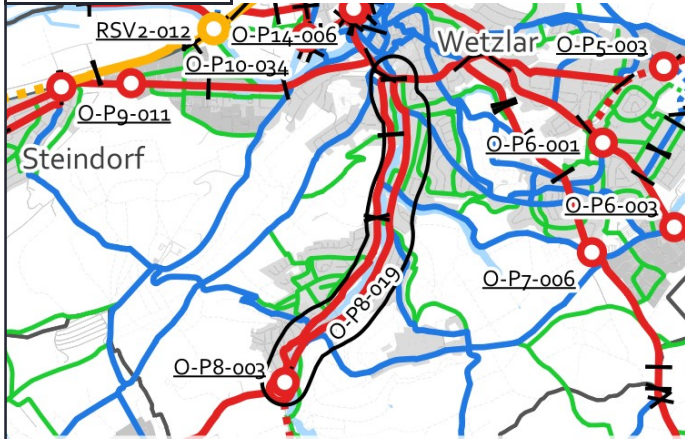 RSV2-012
O-P14-006
Wetzlar
O-P5-003
O-P10-034
O-P9-011
O-P6-001
Steindorf
O-P6-003
O-P7-006
O-P8-019
O-P8-003